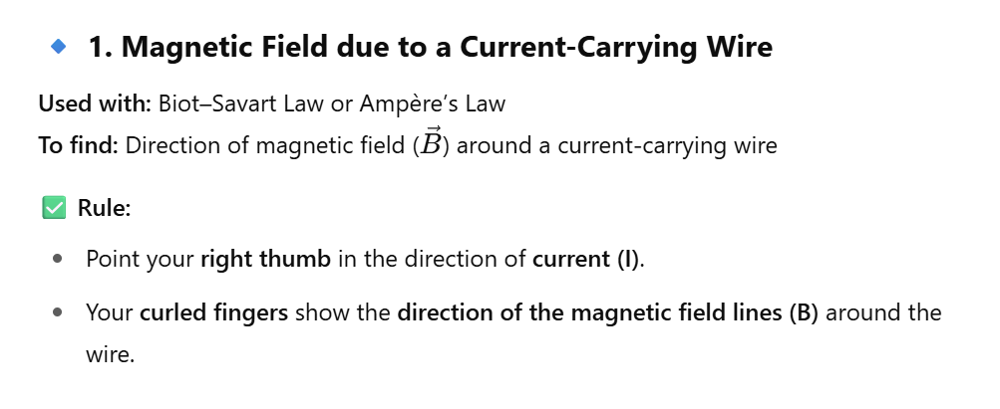 🔹 1. Magnetic Field due to a Current-Carrying Wire
Used with: Biot–Savart Law or Ampère’s Law
To find: Direction of magnetic field (B⃗) around a current-carrying wire
✅ Rule:
• Point your right thumb in the direction of current (I).
• Your curled fingers show the direction of the magnetic field lines (B) around the
wire.